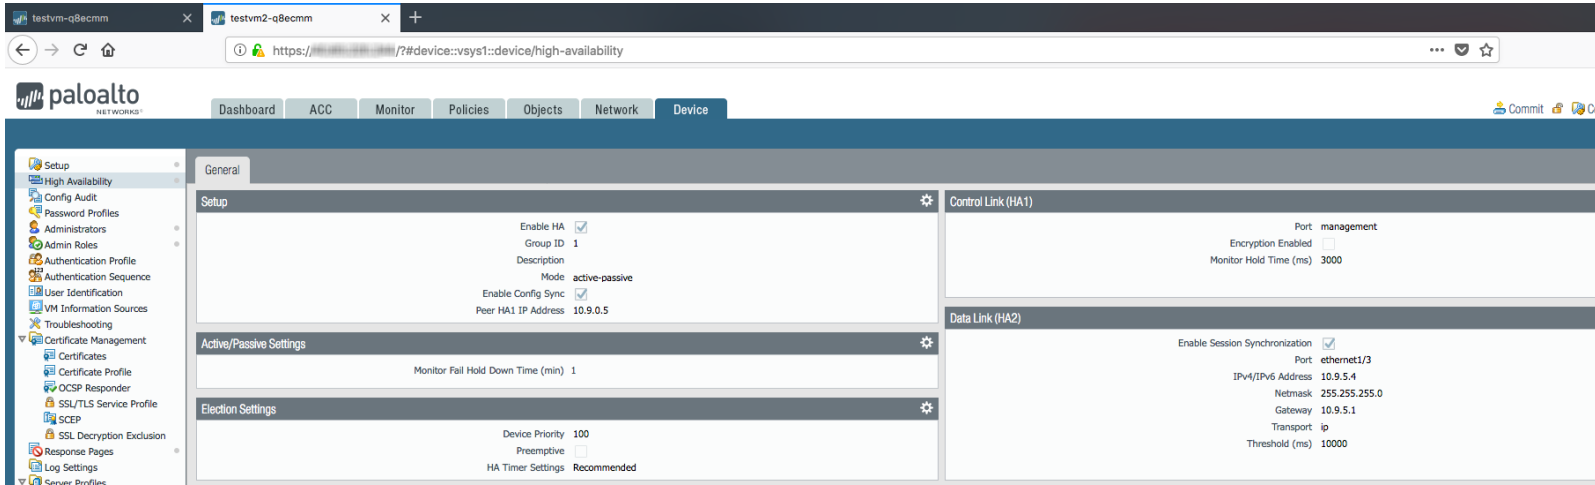 testvm-q8ecmm
testvm2-q8ecmm
https:// /?#device::vsys1::device/high-availability
paloalto
NETWORKS
Dashboard ACC Monitor Policies Objects Network Device
Commit
Setup
High Availability
Config Audit
Password Profiles
Administrators
Admin Roles
Authentication Profile
Authentication Sequence
User Identification
VM Information Sources
Troubleshooting
Certificate Management
Certificates
Certificate Profile
OCSP Responder
SSL/TLS Service Profile
SCEP
SSL Decryption Exclusion
Response Pages
Log Settings
Server Profiles
General
Setup
Enable HA
Group ID 1
Description
Mode active-passive
Enable Config Sync
Peer HA1 IP Address 10.9.0.5
Active/Passive Settings
Monitor Fail Hold Down Time (min) 1
Election Settings
Device Priority 100
Preemptive
HA Timer Settings Recommended
Control Link (HA1)
Port management
Encryption Enabled
Monitor Hold Time (ms) 3000
Data Link (HA2)
Enable Session Synchronization
Port ethernet1/3
IPv4/IPv6 Address 10.9.5.4
Netmask 255.255.255.0
Gateway 10.9.5.1
Transport ip
Threshold (ms) 10000